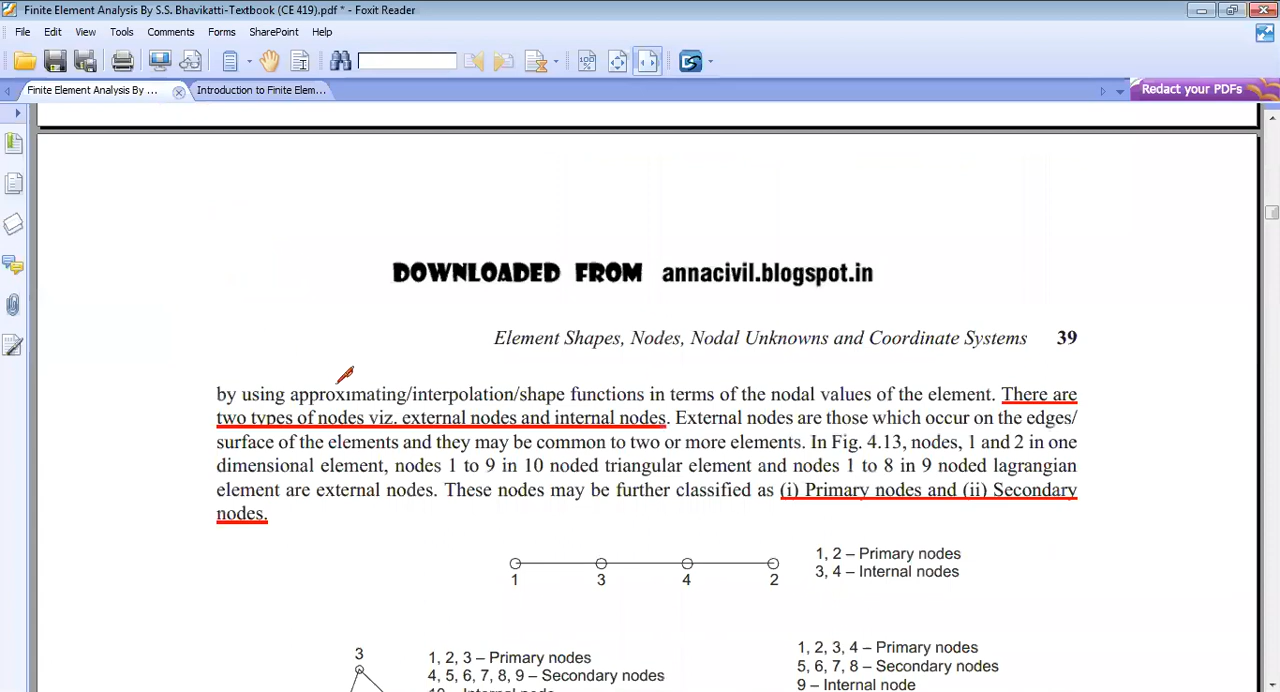 Finite Element Analysis By S.S. Bhavikatti-Textbook (CE 419).pdf * - Foxit Reader
File Edit View Tools Comments Forms SharePoint Help
Finite Element Analysis By ... Introduction to Finite Elem... Redact your PDFs
DOWNLOADED FROM annacivil.blogspot.in
Element Shapes, Nodes, Nodal Unknowns and Coordinate Systems 39
by using approximating/interpolation/shape functions in terms of the nodal values of the element. There are
two types of nodes viz. external nodes and internal nodes. External nodes are those which occur on the edges/
surface of the elements and they may be common to two or more elements. In Fig. 4.13, nodes, 1 and 2 in one
dimensional element, nodes 1 to 9 in 10 noded triangular element and nodes 1 to 8 in 9 noded lagrangian
element are external nodes. These nodes may be further classified as (i) Primary nodes and (ii) Secondary
nodes.
1, 2 – Primary nodes
3, 4 – Internal nodes
1 3 4 2
3
1, 2, 3 – Primary nodes
4, 5, 6, 7, 8, 9 – Secondary nodes
10 – Internal node
1, 2, 3, 4 – Primary nodes
5, 6, 7, 8 – Secondary nodes
9 – Internal node